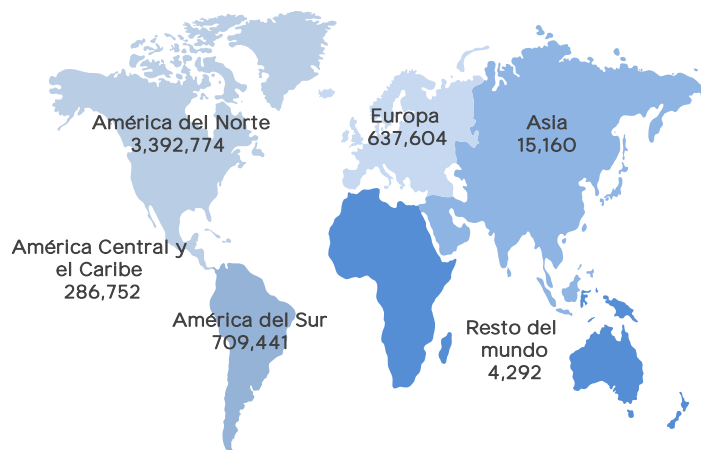 América del Norte
3,392,774
Europa
637,604
Asia
15,160
América Central y
el Caribe
286,752
América del Sur
709,441
Resto del
mundo
4,292